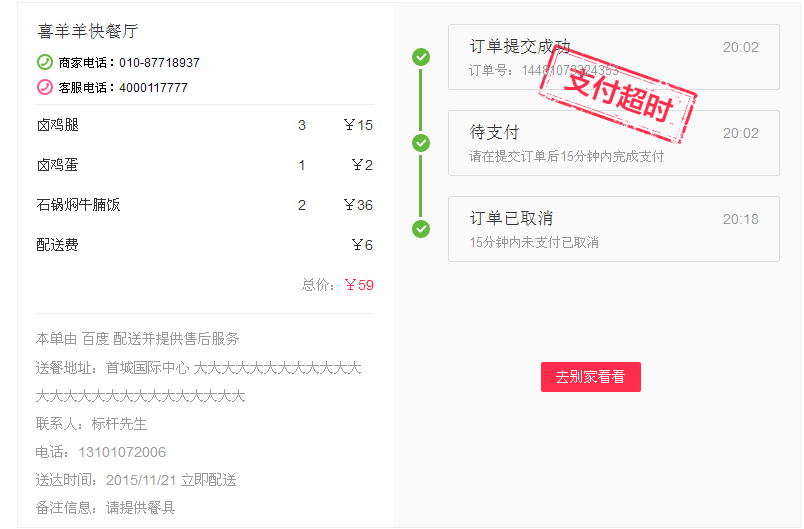 喜羊羊快餐厅
商家电话：010-87718937
客服电话：4000117777
卤鸡腿 3 ￥15
卤鸡蛋 1 ￥2
石锅焖牛腩饭 2 ￥36
配送费 ￥6
总价：￥59
本单由 百度 配送并提供售后服务
送餐地址：首城国际中心 大大大大大大大大大大大大
大大大大大大大大大大大大大大大
联系人：标杆先生
电话：13101072006
送达时间：2015/11/21 立即配送
备注信息：请提供餐具
订单提交成功 20:02
订单号：14481072324353
支付超时
待支付 20:02
请在提交订单后15分钟内完成支付
订单已取消 20:18
15分钟内未支付已取消
去别家看看